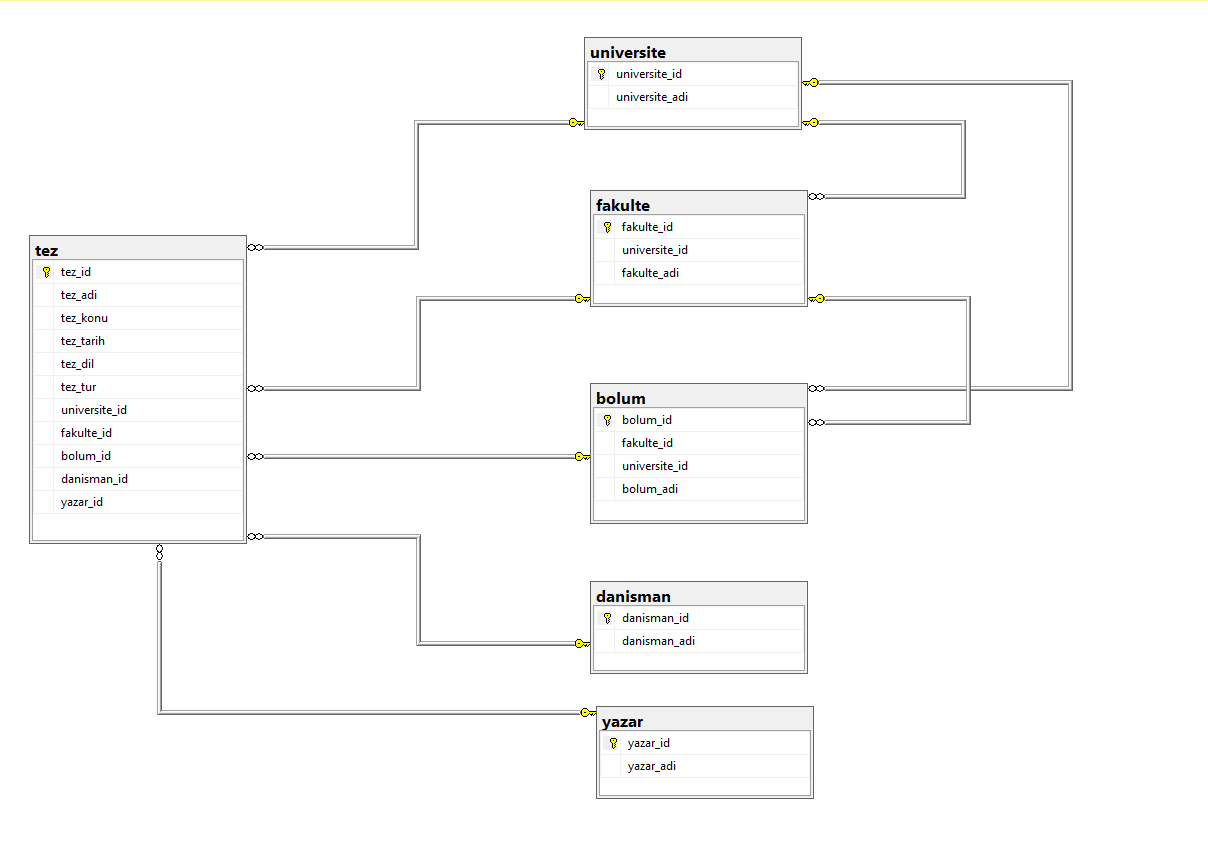 universite
universite_id
universite_adi
fakulte
fakulte_id
universite_id
fakulte_adi
tez
tez_id
tez_adi
tez_konu
tez_tarih
tez_dil
tez_tur
universite_id
fakulte_id
bolum_id
danisman_id
yazar_id
bolum
bolum_id
fakulte_id
universite_id
bolum_adi
danisman
danisman_id
danisman_adi
yazar
yazar_id
yazar_adi